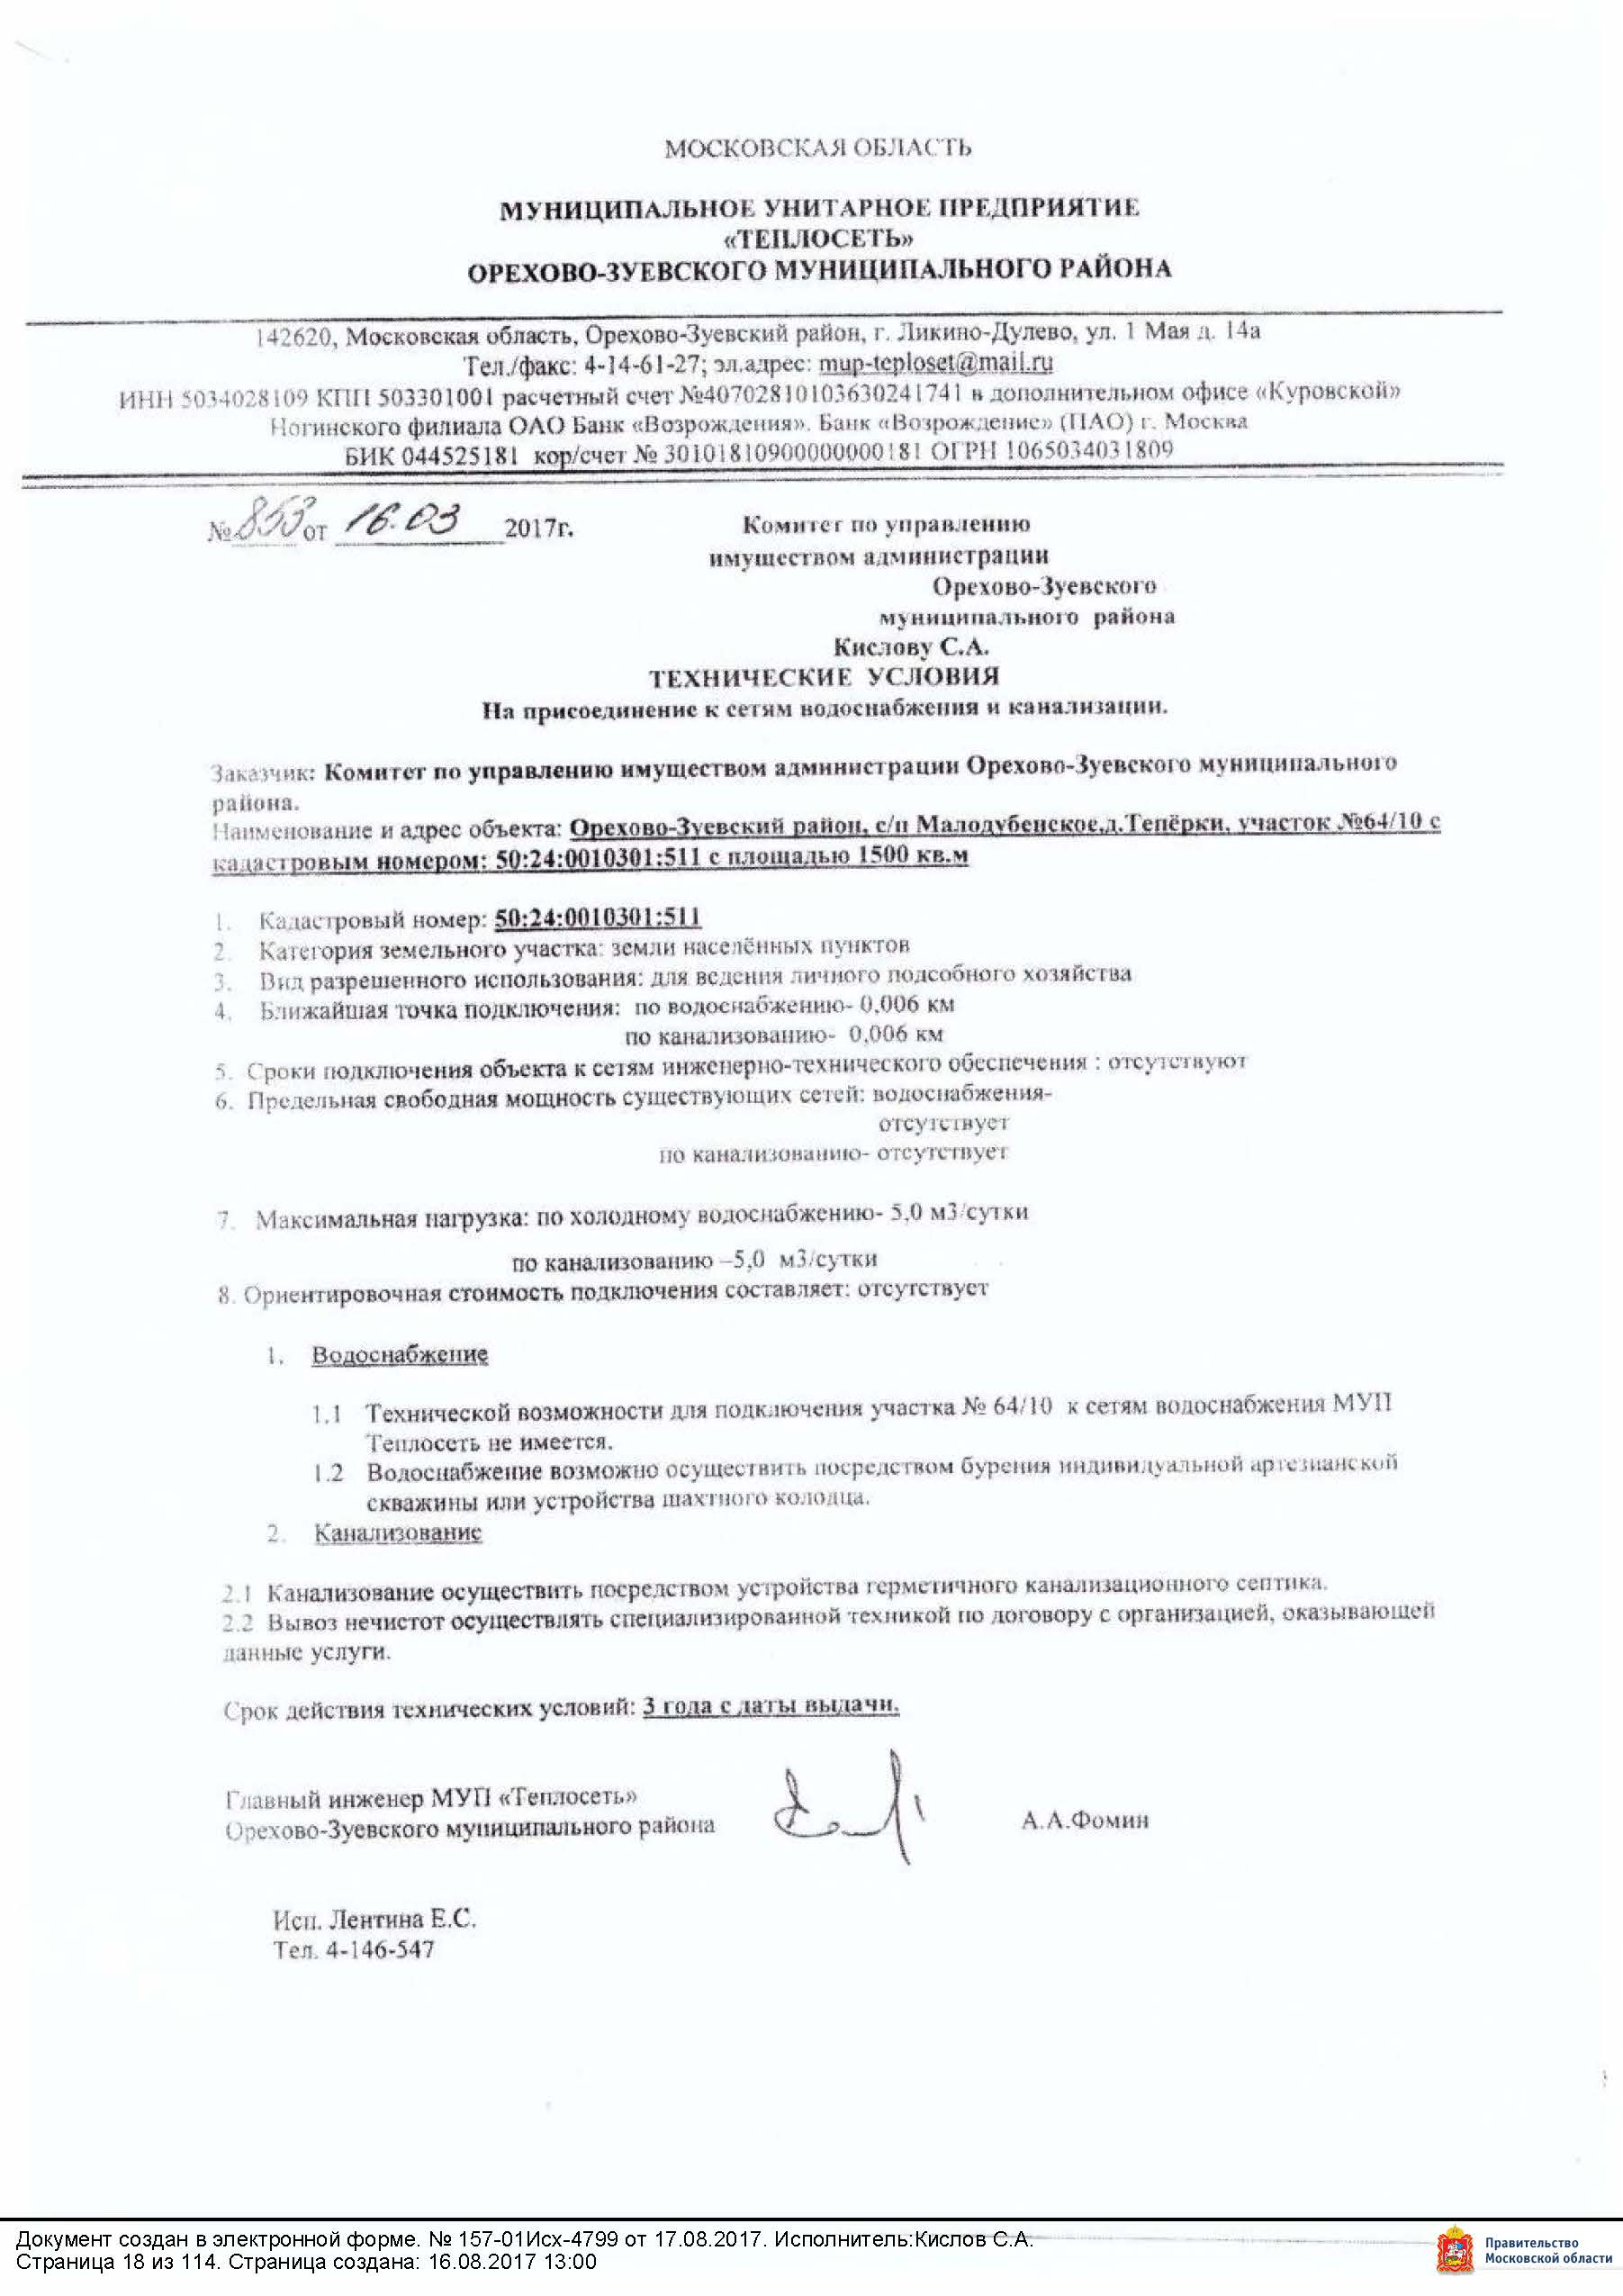 МОСКОВСКАЯ ОБЛАСТЬ
МУНИЦИПАЛЬНОЕ УНИТАРНОЕ ПРЕДПРИЯТИЕ
«ТЕПЛОСЕТЬ»
ОРЕХОВО-ЗУЕВСКОГО МУНИЦИПАЛЬНОГО РАЙОНА
142620, Московская область, Орехово-Зуевский район, г. Ликино-Дулево, ул. 1 Мая д. 14а
Тел./факс: 4-14-61-27; эл.адрес: mup-teploset@mail.ru
ИНН 5034028109 КПП 503301001 расчетный счет №40702810103630241741 в дополнительном офисе «Куровской»
Ногинского филиала ОАО Банк «Возрождения». Банк «Возрождение» (ПАО) г. Москва
БИК 044525181 кор/счет № 30101810900000000181 ОГРН 1065034031809
№ 853 от 16.03 2017г.
Комитет по управлению
имуществом администрации
Орехово-Зуевского
муниципального района
Кислову С.А.
ТЕХНИЧЕСКИЕ УСЛОВИЯ
На присоединение к сетям водоснабжения и канализации.
Заказчик: Комитет по управлению имуществом администрации Орехово-Зуевского муниципального
района.
Наименование и адрес объекта: Орехово-Зуевский район, с/п Малодубенское,д.Тепёрки, участок №64/10 с
кадастровым номером: 50:24:0010301:511 с площадью 1500 кв.м
1. Кадастровый номер: 50:24:0010301:511
2. Категория земельного участка: земли населённых пунктов
3. Вид разрешенного использования: для ведения личного подсобного хозяйства
4. Ближайшая точка подключения: по водоснабжению- 0,006 км
по канализованию- 0,006 км
5. Сроки подключения объекта к сетям инженерно-технического обеспечения : отсутствуют
6. Предельная свободная мощность существующих сетей: водоснабжения-
отсутствует
по канализованию- отсутствует
7. Максимальная нагрузка: по холодному водоснабжению- 5,0 м3/сутки
по канализованию –5,0 м3/сутки
8. Ориентировочная стоимость подключения составляет: отсутствует
1. Водоснабжение
1.1 Технической возможности для подключения участка № 64/10 к сетям водоснабжения МУП
Теплосеть не имеется.
1.2 Водоснабжение возможно осуществить посредством бурения индивидуальной артезианской
скважины или устройства шахтного колодца.
2. Канализование
2.1 Канализование осуществить посредством устройства герметичного канализационного септика.
2.2 Вывоз нечистот осуществлять специализированной техникой по договору с организацией, оказывающей
данные услуги.
Срок действия технических условий: 3 года с даты выдачи.
Главный инженер МУП «Теплосеть»
Орехово-Зуевского муниципального района
А.А.Фомин
Исп. Лентина Е.С.
Тел. 4-146-547
Документ создан в электронной форме. № 157-01Исх-4799 от 17.08.2017. Исполнитель:Кислов С.А.
Страница 18 из 114. Страница создана: 16.08.2017 13:00
Правительство
Московской области